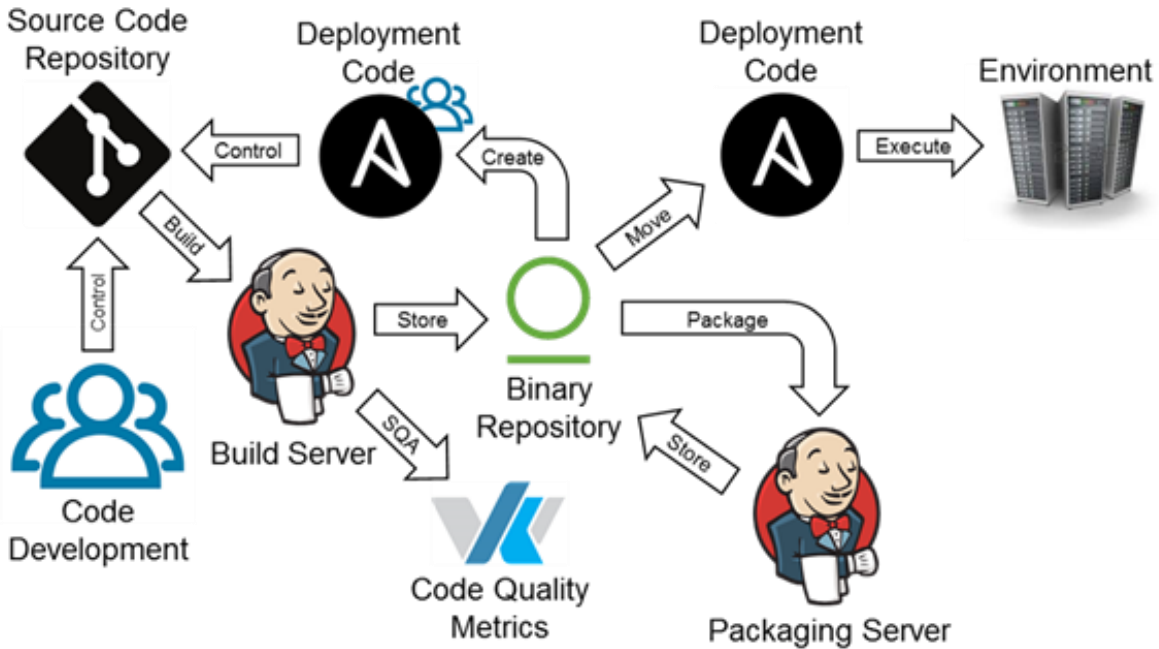 Source Code
Repository
Deployment
Code
Deployment
Code
Environment
Control
Create
Execute
Build
Move
Control
Store
Package
Binary
Repository
Build Server
SQA
Store
Code
Development
Code Quality
Metrics
Packaging Server